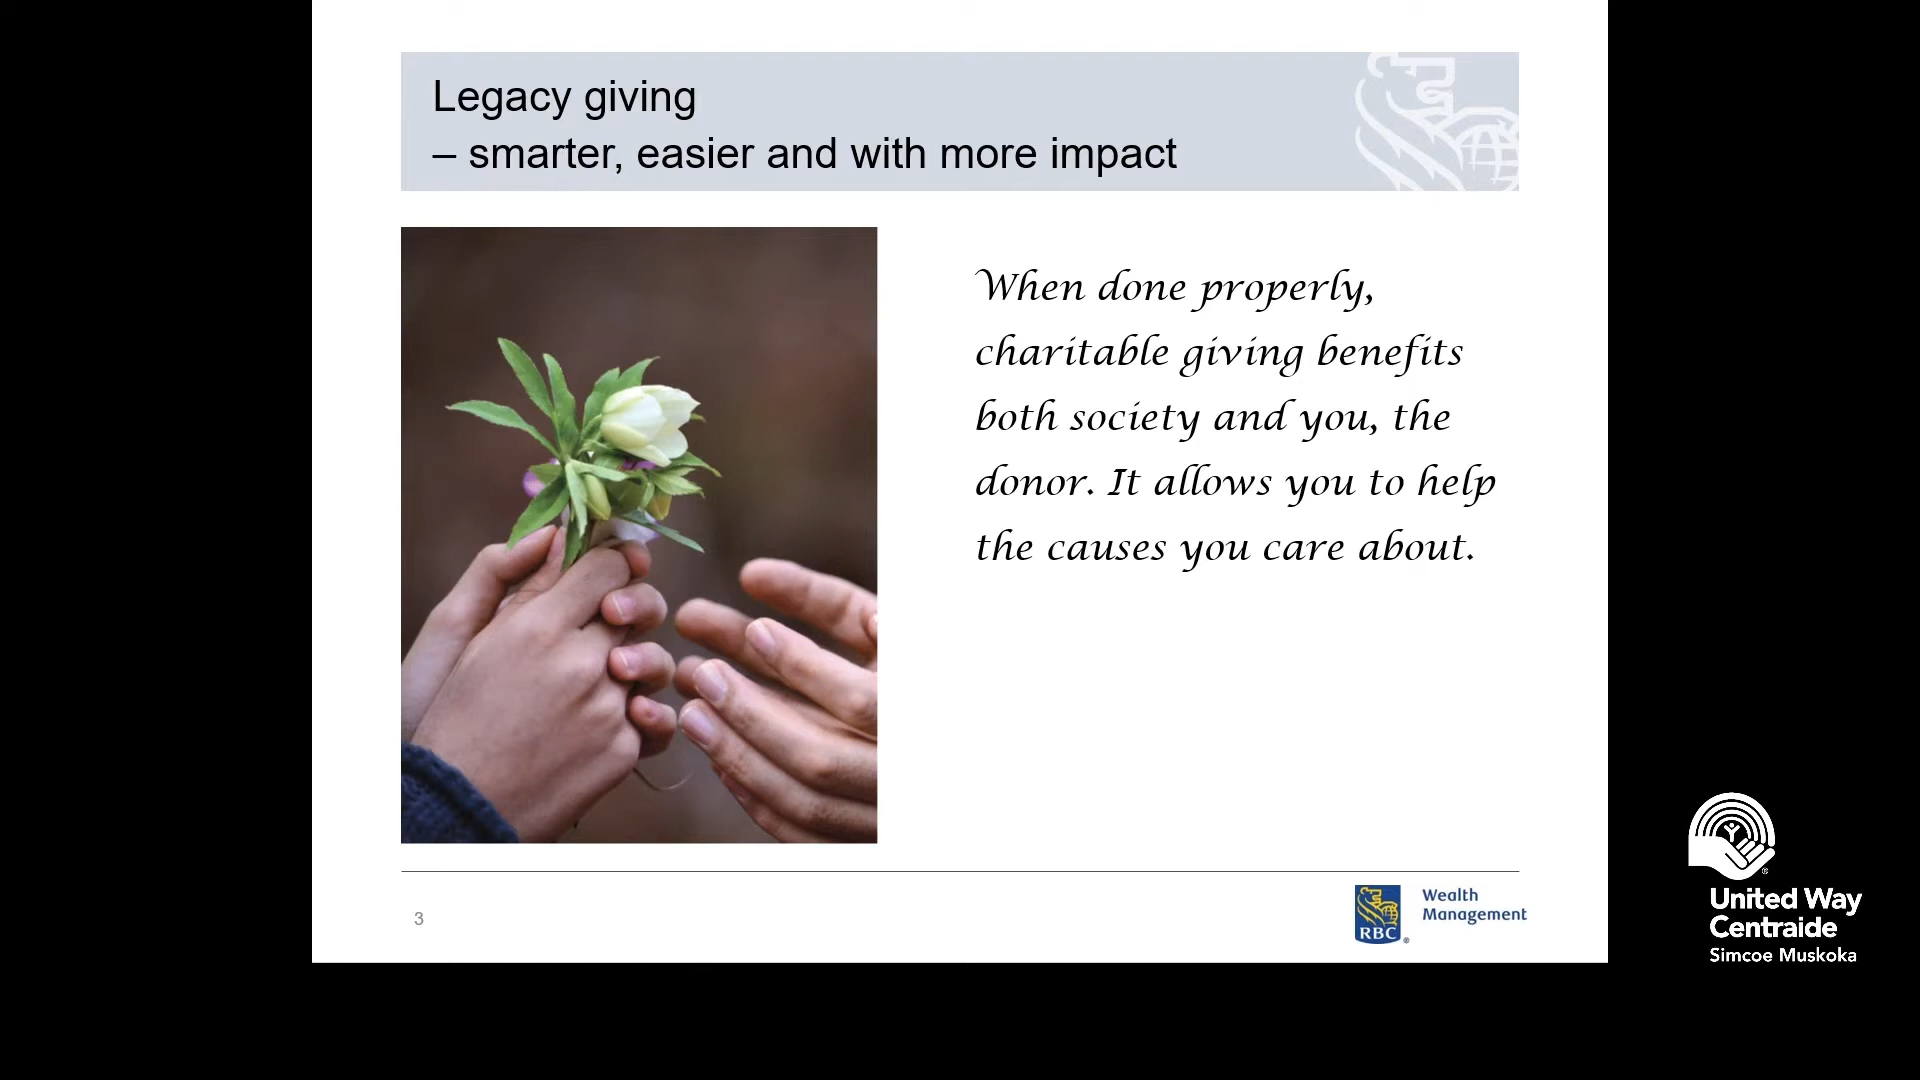 Legacy giving
– smarter, easier and with more impact
When done properly,
charitable giving benefits
both society and you, the
donor. It allows you to help
the causes you care about.
3
RBC
®
Wealth
Management
®
United Way
Centraide
Simcoe Muskoka